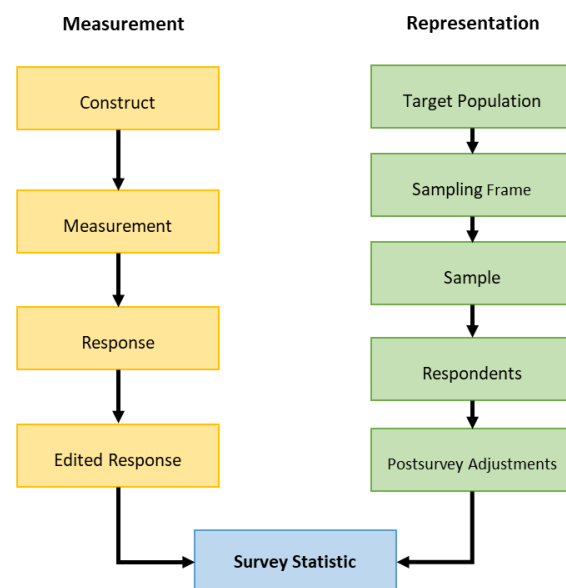 Measurement
Construct
Measurement
Response
Edited Response
Representation
Target Population
Sampling Frame
Sample
Respondents
Postsurvey Adjustments
Survey Statistic